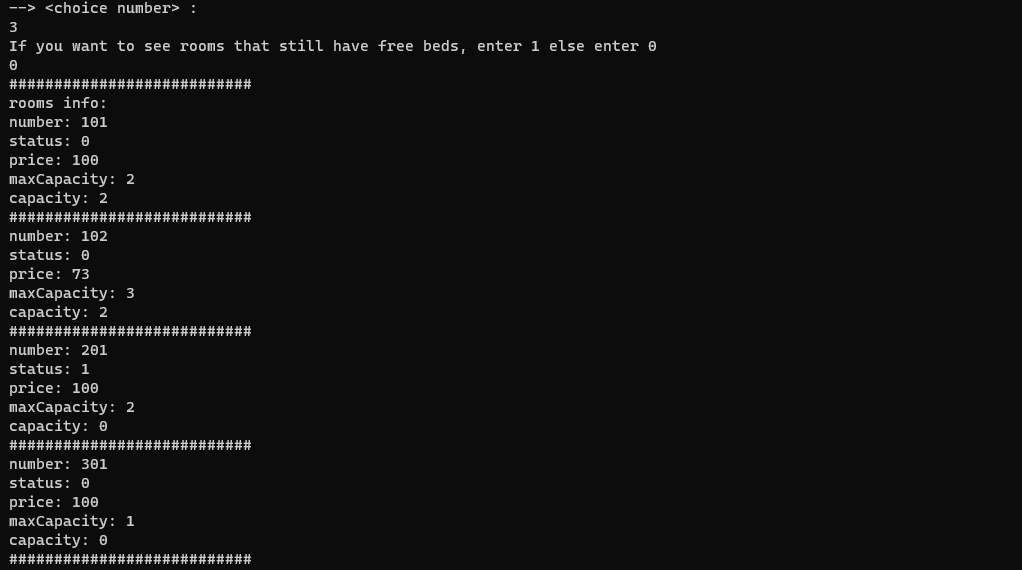 --> <choice number> :
3
If you want to see rooms that still have free beds, enter 1 else enter 0
0
###########################
rooms info:
number: 101
status: 0
price: 100
maxCapacity: 2
capacity: 2
###########################
number: 102
status: 0
price: 73
maxCapacity: 3
capacity: 2
###########################
number: 201
status: 1
price: 100
maxCapacity: 2
capacity: 0
###########################
number: 301
status: 0
price: 100
maxCapacity: 1
capacity: 0
###########################